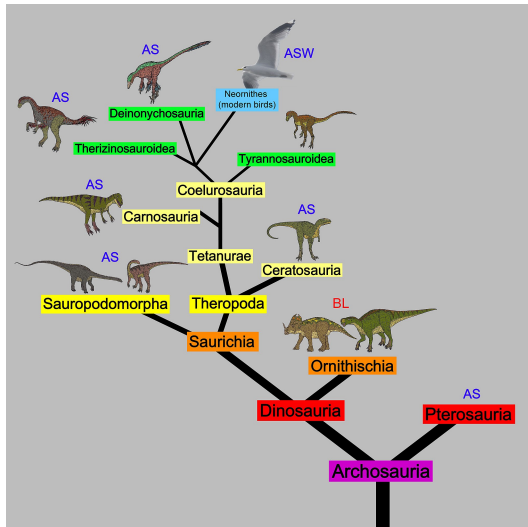 AS
ASW
AS
Neornithes
(modern birds)
Deinonychosauria
Therizinosauroidea
Tyrannosauroidea
Coelurosauria
AS
Carnosauria
AS
Tetanurae
AS
Ceratosauria
Sauropodomorpha
Theropoda
BL
Saurichia
Ornithischia
AS
Dinosauria
Pterosauria
Archosauria